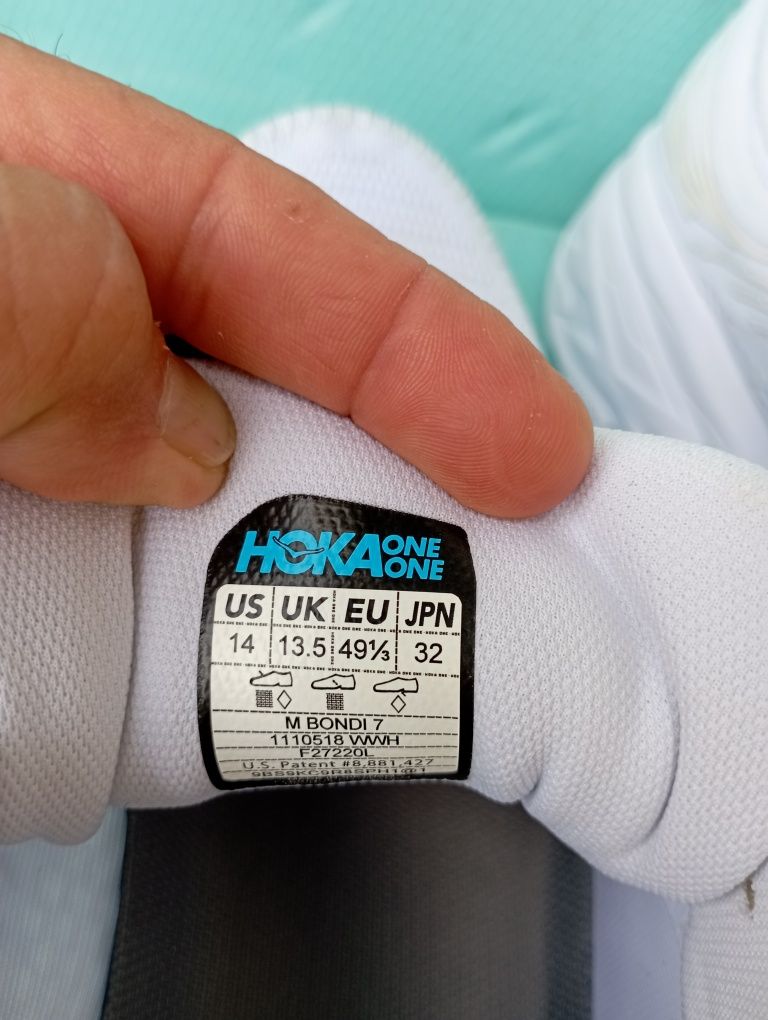 HOKA ONE ONE
US UK EU JPN
14 13.5 49⅓ 32
M BONDI 7
1110518 WWH
F27220L
U.S. Patent #8,881,427